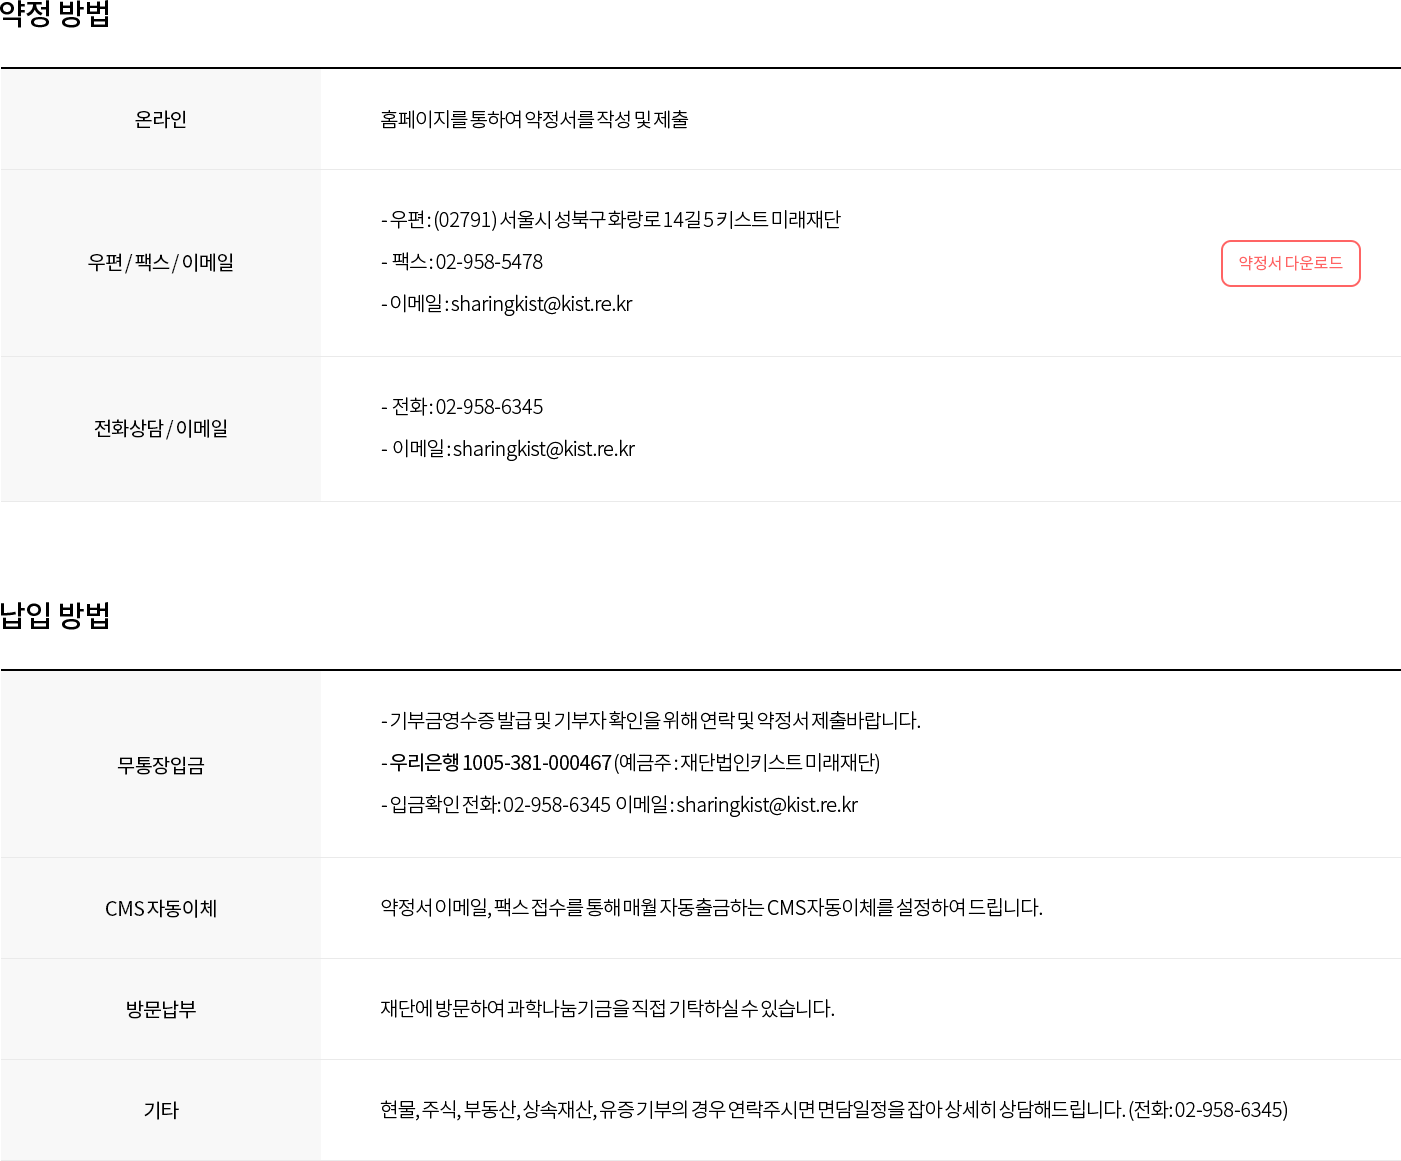 약정 방법
온라인
홈페이지를 통하여 약정서를 작성 및 제출
우편 / 팩스 / 이메일
- 우편 : (02791) 서울시 성북구 화랑로 14길 5 키스트 미래재단
- 팩스 : 02-958-5478
- 이메일 : sharingkist@kist.re.kr
약정서 다운로드
전화상담 / 이메일
- 전화 : 02-958-6345
- 이메일 : sharingkist@kist.re.kr
납입 방법
무통장입금
- 기부금영수증 발급 및 기부자 확인을 위해 연락 및 약정서 제출바랍니다.
- 우리은행 1005-381-000467 (예금주 : 재단법인키스트 미래재단)
- 입금확인 전화: 02-958-6345 이메일 : sharingkist@kist.re.kr
CMS 자동이체
약정서 이메일, 팩스 접수를 통해 매월 자동출금하는 CMS자동이체를 설정하여 드립니다.
방문납부
재단에 방문하여 과학나눔기금을 직접 기탁하실 수 있습니다.
기타
현물, 주식, 부동산, 상속재산, 유증 기부의 경우 연락주시면 면담일정을 잡아 상세히 상담해드립니다. (전화: 02-958-6345)